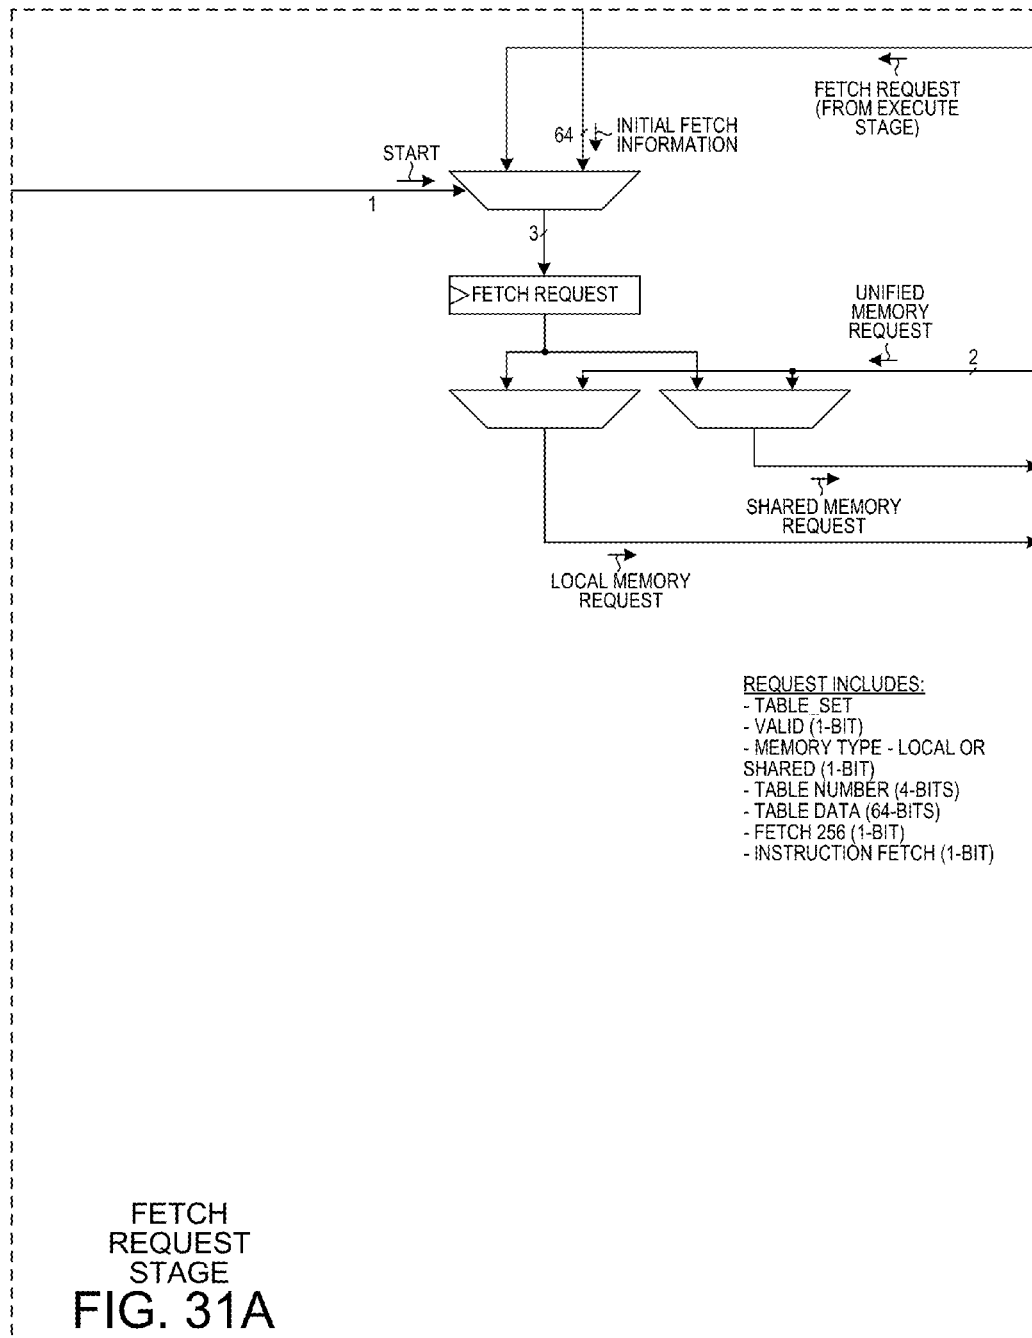 FETCH REQUEST
(FROM EXECUTE
STAGE)
64
INITIAL FETCH
INFORMATION
START
1
3
FETCH REQUEST
UNIFIED
MEMORY
REQUEST
2
SHARED MEMORY
REQUEST
LOCAL MEMORY
REQUEST
REQUEST INCLUDES:
- TABLE_SET
- VALID (1-BIT)
- MEMORY TYPE - LOCAL OR
SHARED (1-BIT)
- TABLE NUMBER (4-BITS)
- TABLE DATA (64-BITS)
- FETCH 256 (1-BIT)
- INSTRUCTION FETCH (1-BIT)
FETCH
REQUEST
STAGE
FIG. 31A